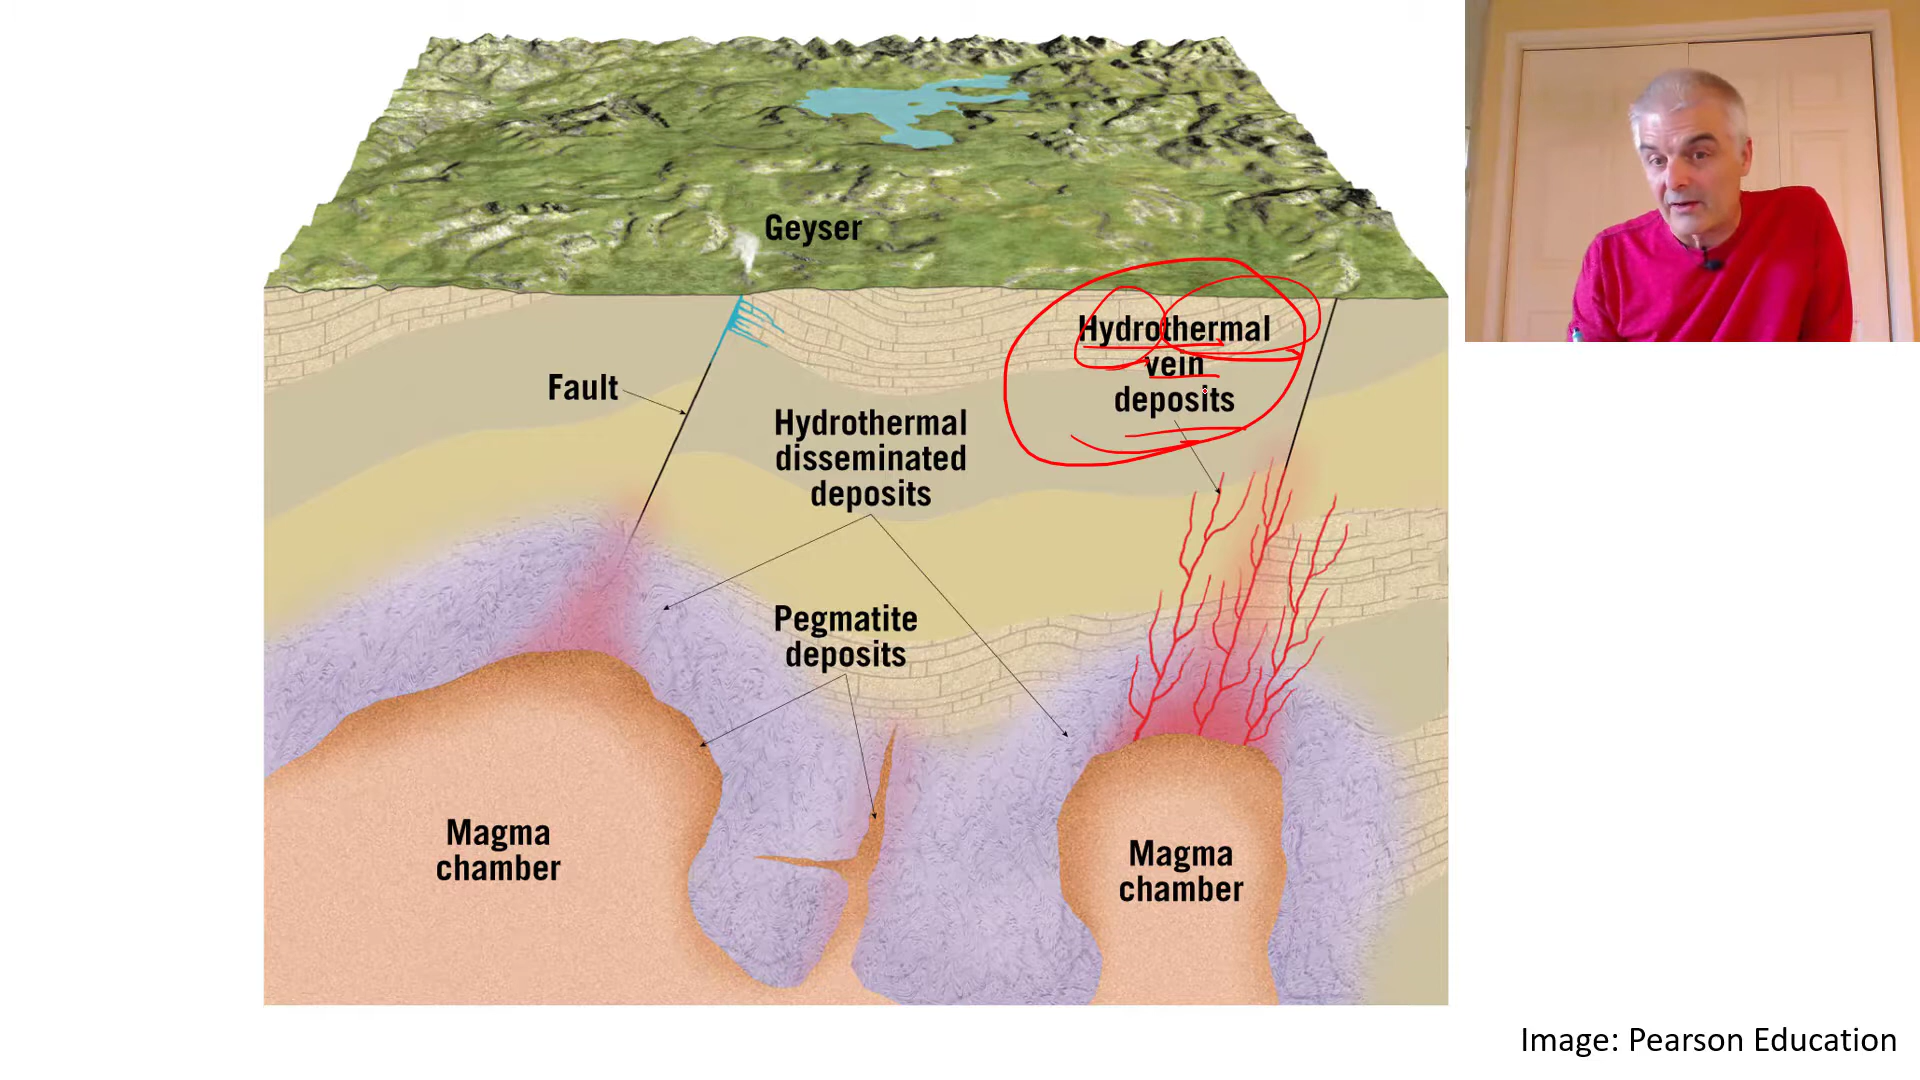 Geyser
Hydrothermal
vein
deposits
Fault
Hydrothermal
disseminated
deposits
Pegmatite
deposits
Magma
chamber
Magma
chamber
Image: Pearson Education